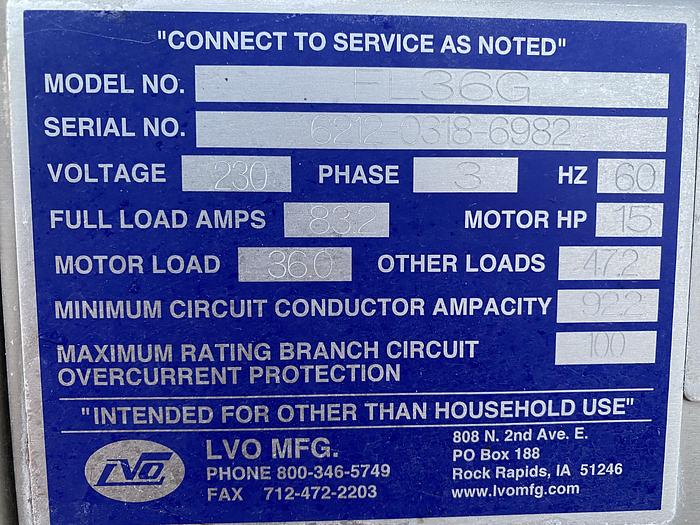 "CONNECT TO SERVICE AS NOTED"
MODEL NO. FL36G
SERIAL NO. 6212-0318-6982
VOLTAGE 230 PHASE 3 HZ 60
FULL LOAD AMPS 83.2 MOTOR HP 15
MOTOR LOAD 36.0 OTHER LOADS 47.2
MINIMUM CIRCUIT CONDUCTOR AMPACITY 92.2
MAXIMUM RATING BRANCH CIRCUIT OVERCURRENT PROTECTION 100
"INTENDED FOR OTHER THAN HOUSEHOLD USE"
LVO
LVO MFG.
PHONE 800-346-5749
FAX 712-472-2203
808 N. 2nd Ave. E.
PO Box 188
Rock Rapids, IA 51246
www.lvomfg.com